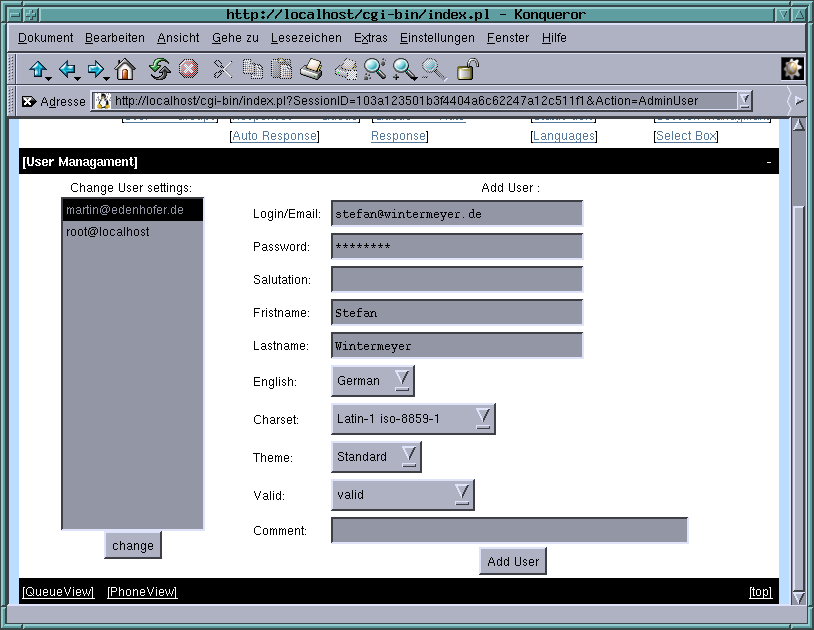 http://localhost/cgi-bin/index.pl - Konqueror
Dokument Bearbeiten Ansicht Gehe zu Lesezeichen Extras Einstellungen Fenster Hilfe
Adresse http://localhost/cgi-bin/index.pl?SessionID=103a123501b3f4404a6c62247a12c511f1&Action=AdminUser
[Auto Response] Response] [Languages] [Select Box]
[User Managament] -
Change User settings: Add User :
martin@edenhofer.de
root@localhost
Login/Email: stefan@wintermeyer.de
Password: ********
Salutation:
Fristname: Stefan
Lastname: Wintermeyer
English: German
Charset: Latin-1 iso-8859-1
Theme: Standard
Valid: valid
Comment:
change
Add User
[QueueView] [PhoneView] [top]